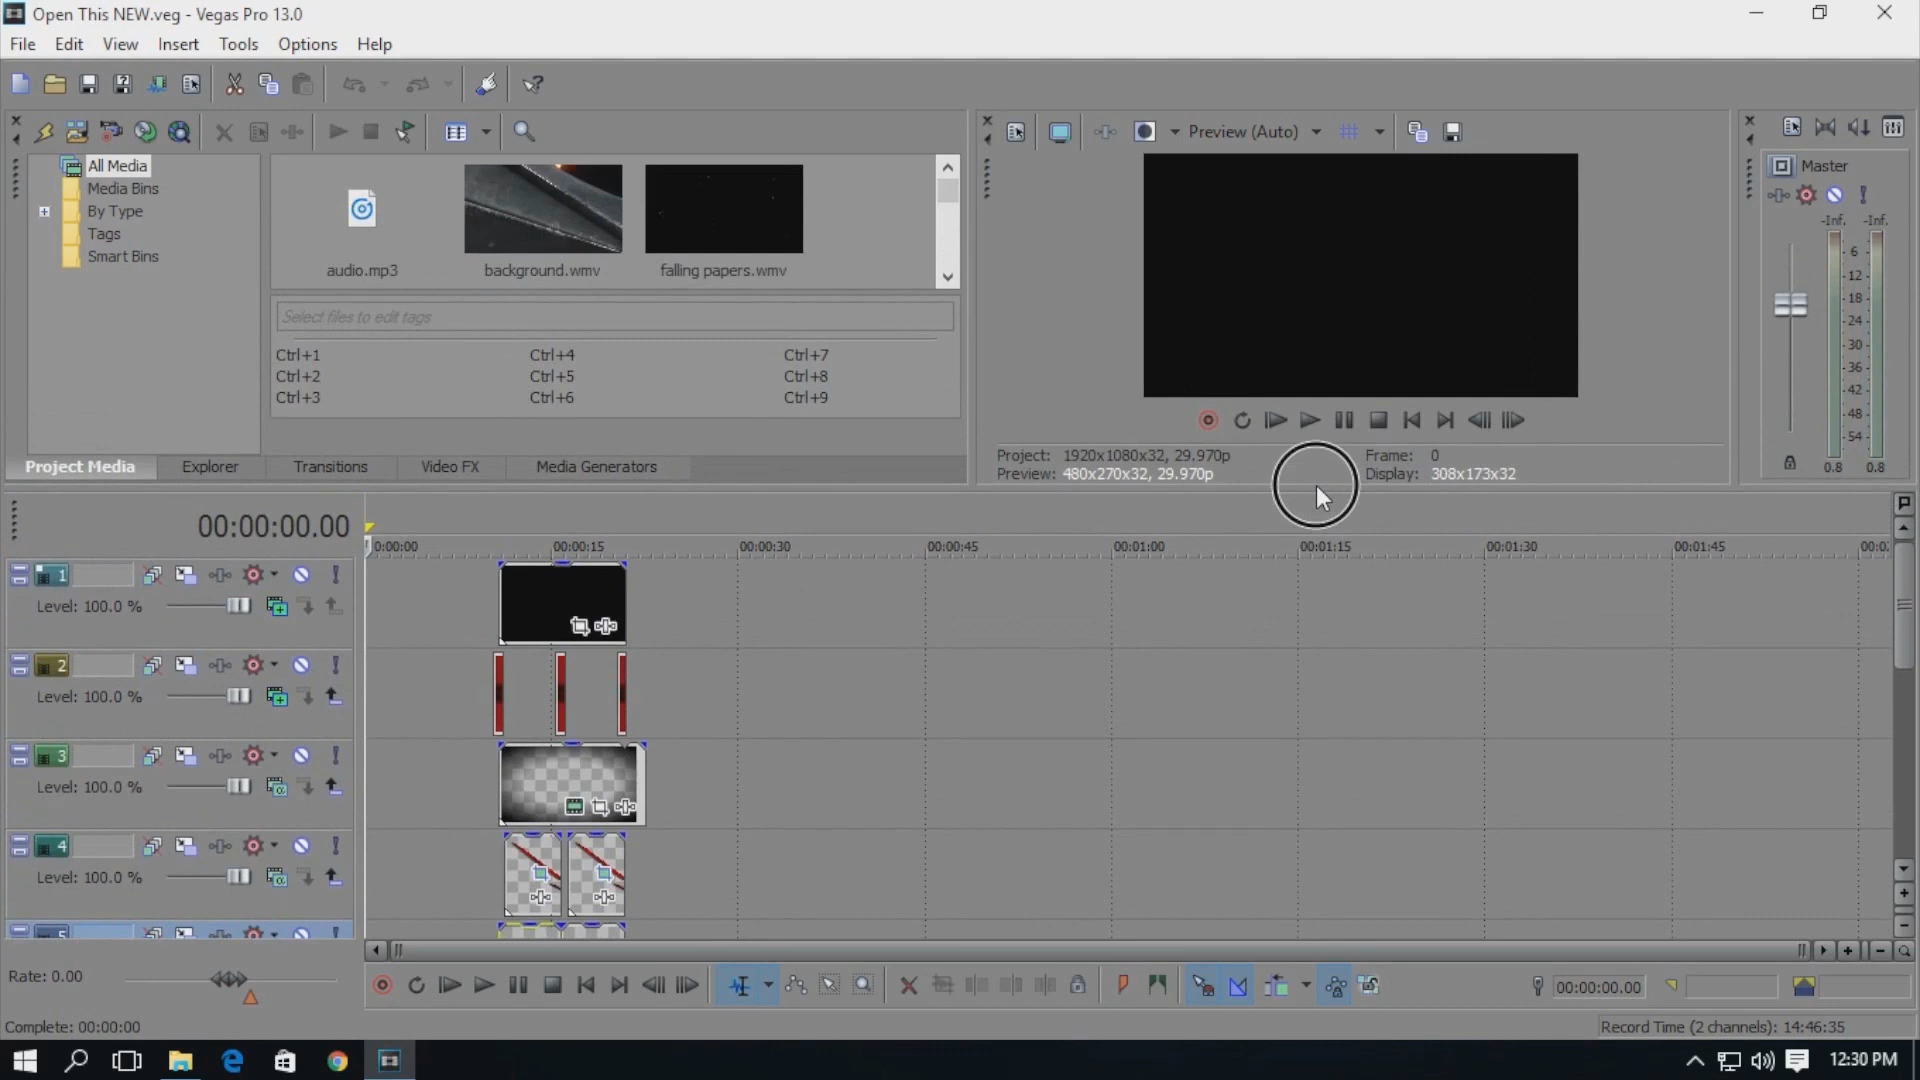 Open This NEW.veg - Vegas Pro 13.0
File Edit View Insert Tools Options Help
Preview (Auto)
All Media
Media Bins
By Type
Tags
Smart Bins
audio.mp3
background.wmv
falling papers.wmv
Select files to edit tags
Ctrl+1 Ctrl+4 Ctrl+7
Ctrl+2 Ctrl+5 Ctrl+8
Ctrl+3 Ctrl+6 Ctrl+9
Project Media Explorer Transitions Video FX Media Generators
Project: 1920x1080x32, 29.970p Frame: 0
Preview: 480x270x32, 29.970p Display: 308x173x32
Master
-Inf. -Inf.
6
12
18
24
30
36
42
48
54
0.8 0.8
00:00:00.00
0:00:00 00:00:15 00:00:30 00:00:45 00:01:00 00:01:15 00:01:30 00:01:45
1
Level: 100.0 %
2
Level: 100.0 %
3
Level: 100.0 %
4
Level: 100.0 %
5
Rate: 0.00
00:00:00.00
Complete: 00:00:00
Record Time (2 channels): 14:46:35
12:30 PM